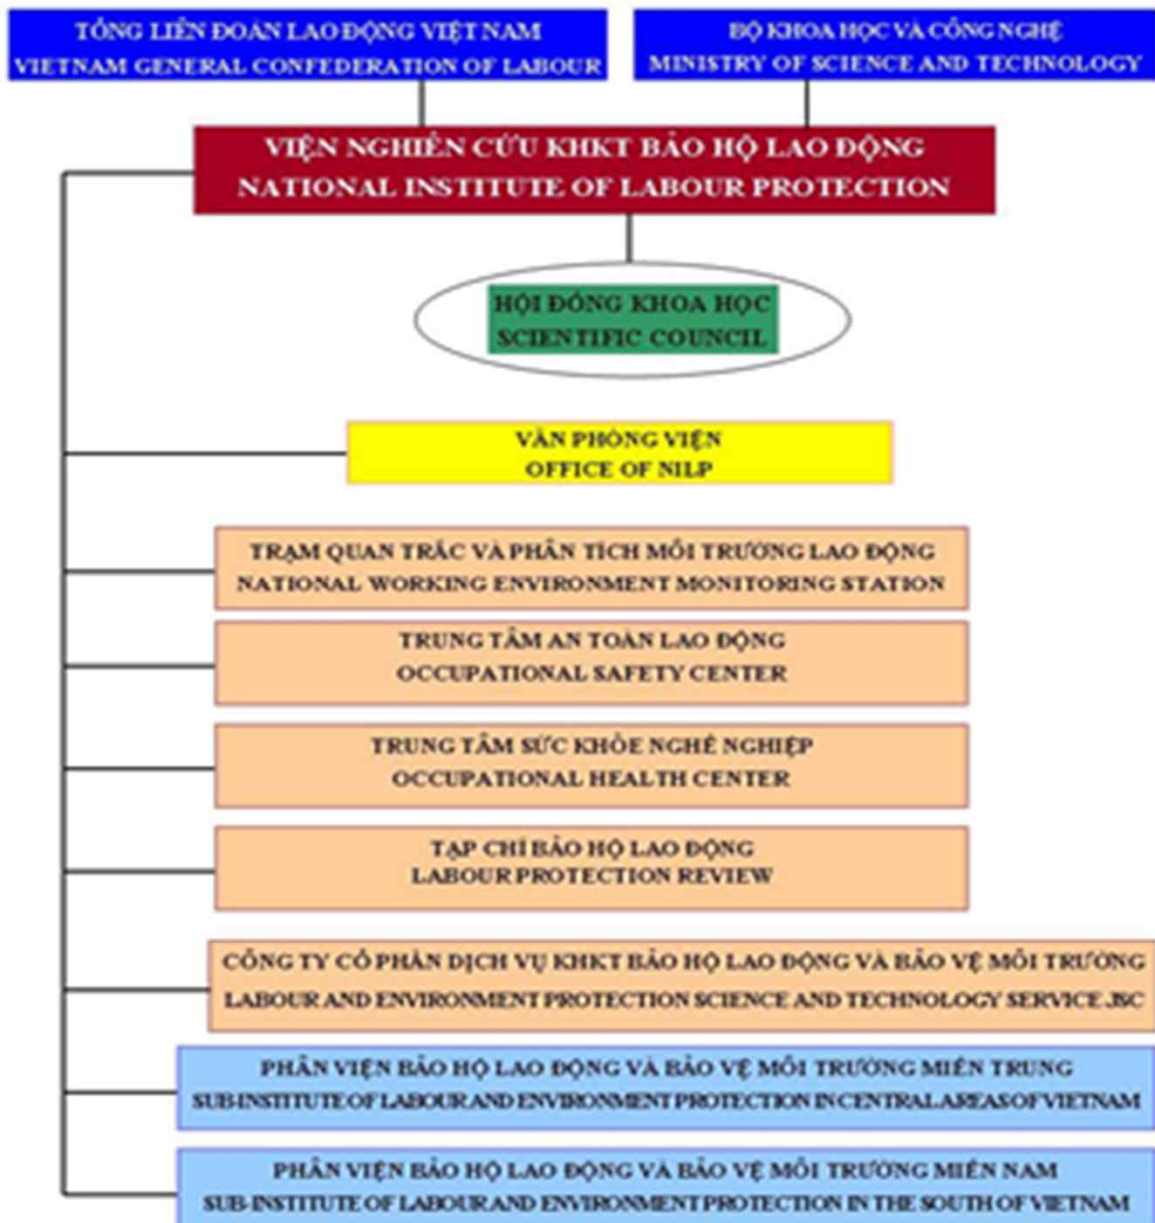 TỔNG LIÊN ĐOÀN LAO ĐỘNG VIỆT NAM
VIETNAM GENERAL CONFEDERATION OF LABOUR
BỘ KHOA HỌC VÀ CÔNG NGHỆ
MINISTRY OF SCIENCE AND TECHNOLOGY
VIỆN NGHIÊN CỨU KHKT BẢO HỘ LAO ĐỘNG
NATIONAL INSTITUTE OF LABOUR PROTECTION
HỘI ĐỒNG KHOA HỌC
SCIENTIFIC COUNCIL
VĂN PHÒNG VIỆN
OFFICE OF NILP
TRẠM QUAN TRẮC VÀ PHÂN TÍCH MÔI TRƯỜNG LAO ĐỘNG
NATIONAL WORKING ENVIRONMENT MONITORING STATION
TRUNG TÂM AN TOÀN LAO ĐỘNG
OCCUPATIONAL SAFETY CENTER
TRUNG TÂM SỨC KHỎE NGHỀ NGHIỆP
OCCUPATIONAL HEALTH CENTER
TẠP CHÍ BẢO HỘ LAO ĐỘNG
LABOUR PROTECTION REVIEW
CÔNG TY CỔ PHẦN DỊCH VỤ KHKT BẢO HỘ LAO ĐỘNG VÀ BẢO VỆ MÔI TRƯỜNG
LABOUR AND ENVIRONMENT PROTECTION SCIENCE AND TECHNOLOGY SERVICE JSC
PHÂN VIỆN BẢO HỘ LAO ĐỘNG VÀ BẢO VỆ MÔI TRƯỜNG MIỀN TRUNG
SUB-INSTITUTE OF LABOUR AND ENVIRONMENT PROTECTION IN CENTRAL AREAS OF VIETNAM
PHÂN VIỆN BẢO HỘ LAO ĐỘNG VÀ BẢO VỆ MÔI TRƯỜNG MIỀN NAM
SUB-INSTITUTE OF LABOUR AND ENVIRONMENT PROTECTION IN THE SOUTH OF VIETNAM